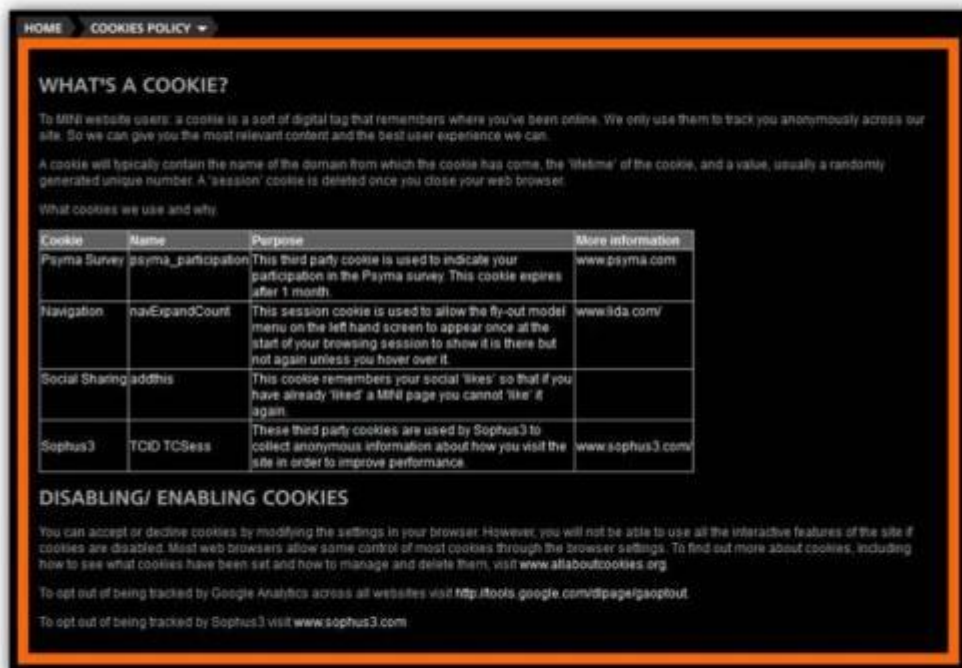 HOME COOKIES POLICY
WHAT'S A COOKIE?
To MINI website users: a cookie is a sort of digital tag that remembers where you've been online. We only use them to track you anonymously across our
site. So we can give you the most relevant content and the best user experience we can.
A cookie will typically contain the name of the domain from which the cookie has come, the 'lifetime' of the cookie, and a value, usually a randomly
generated unique number. A 'session' cookie is deleted once you close your web browser.
What cookies we use and why.
Cookie Name Purpose More information
Psyma Survey psyma_participation This third party cookie is used to indicate your www.psyma.com
participation in the Psyma survey. This cookie expires
after 1 month.
Navigation navExpandCount This session cookie is used to allow the fly-out model www.lida.com/
menu on the left hand screen to appear once at the
start of your browsing session to show it is there but
not again unless you hover over it.
Social Sharing addthis This cookie remembers your social 'likes' so that if you
have already 'liked' a MINI page you cannot 'like' it
again.
These third party cookies are used by Sophus3 to
Sophus3 TCID TCSess collect anonymous information about how you visit the www.sophus3.com/
site in order to improve performance.
DISABLING/ ENABLING COOKIES
You can accept or decline cookies by modifying the settings in your browser. However, you will not be able to use all the interactive features of the site if
cookies are disabled. Most web browsers allow some control of most cookies through the browser settings. To find out more about cookies, including
how to see what cookies have been set and how to manage and delete them, visit www.allaboutcookies.org.
To opt out of being tracked by Google Analytics across all websites visit http://tools.google.com/dlpage/gaoptout.
To opt out of being tracked by Sophus3 visit www.sophus3.com